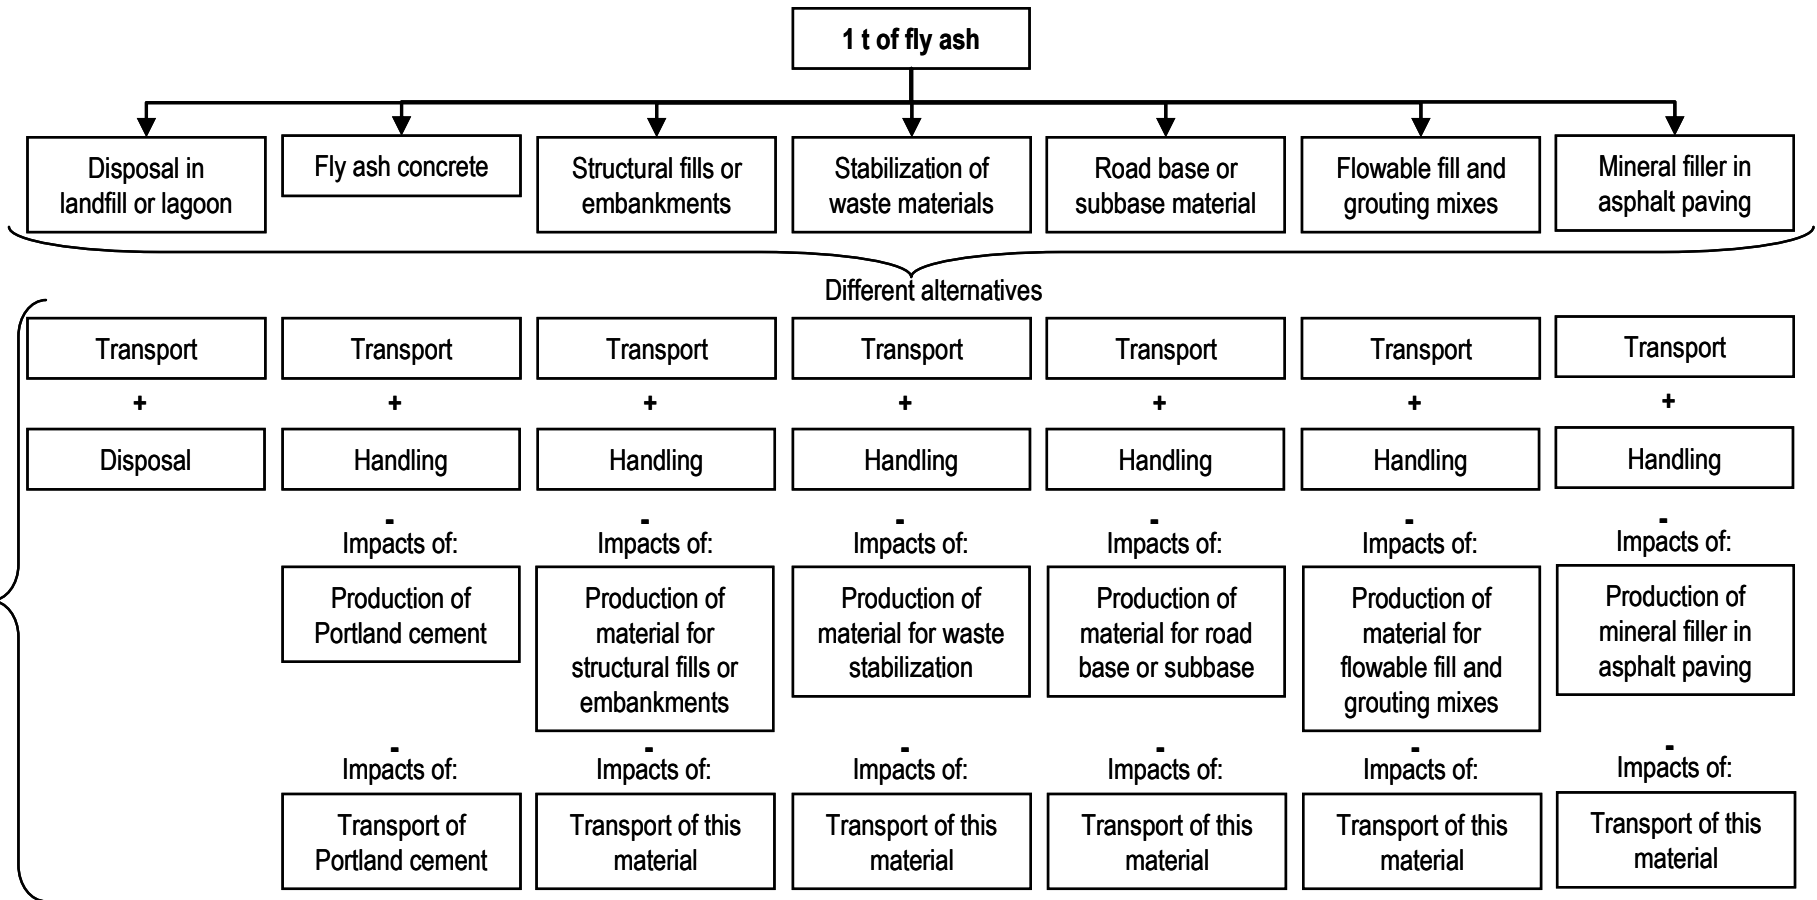 1 t of fly ash
Disposal in
landfill or lagoon
Fly ash concrete
Structural fills or
embankments
Stabilization of
waste materials
Road base or
subbase material
Flowable fill and
grouting mixes
Mineral filler in
asphalt paving
Different alternatives
Transport
Transport
Transport
Transport
Transport
Transport
Transport
+
+
+
+
+
+
+
Disposal
Handling
Handling
Handling
Handling
Handling
Handling
-
-
-
-
-
-
Impacts of:
Impacts of:
Impacts of:
Impacts of:
Impacts of:
Impacts of:
Production of
Portland cement
Production of
material for
structural fills or
embankments
Production of
material for waste
stabilization
Production of
material for road
base or subbase
Production of
material for
flowable fill and
grouting mixes
Production of
mineral filler in
asphalt paving
-
-
-
-
-
-
Impacts of:
Impacts of:
Impacts of:
Impacts of:
Impacts of:
Impacts of:
Transport of
Portland cement
Transport of this
material
Transport of this
material
Transport of this
material
Transport of this
material
Transport of this
material